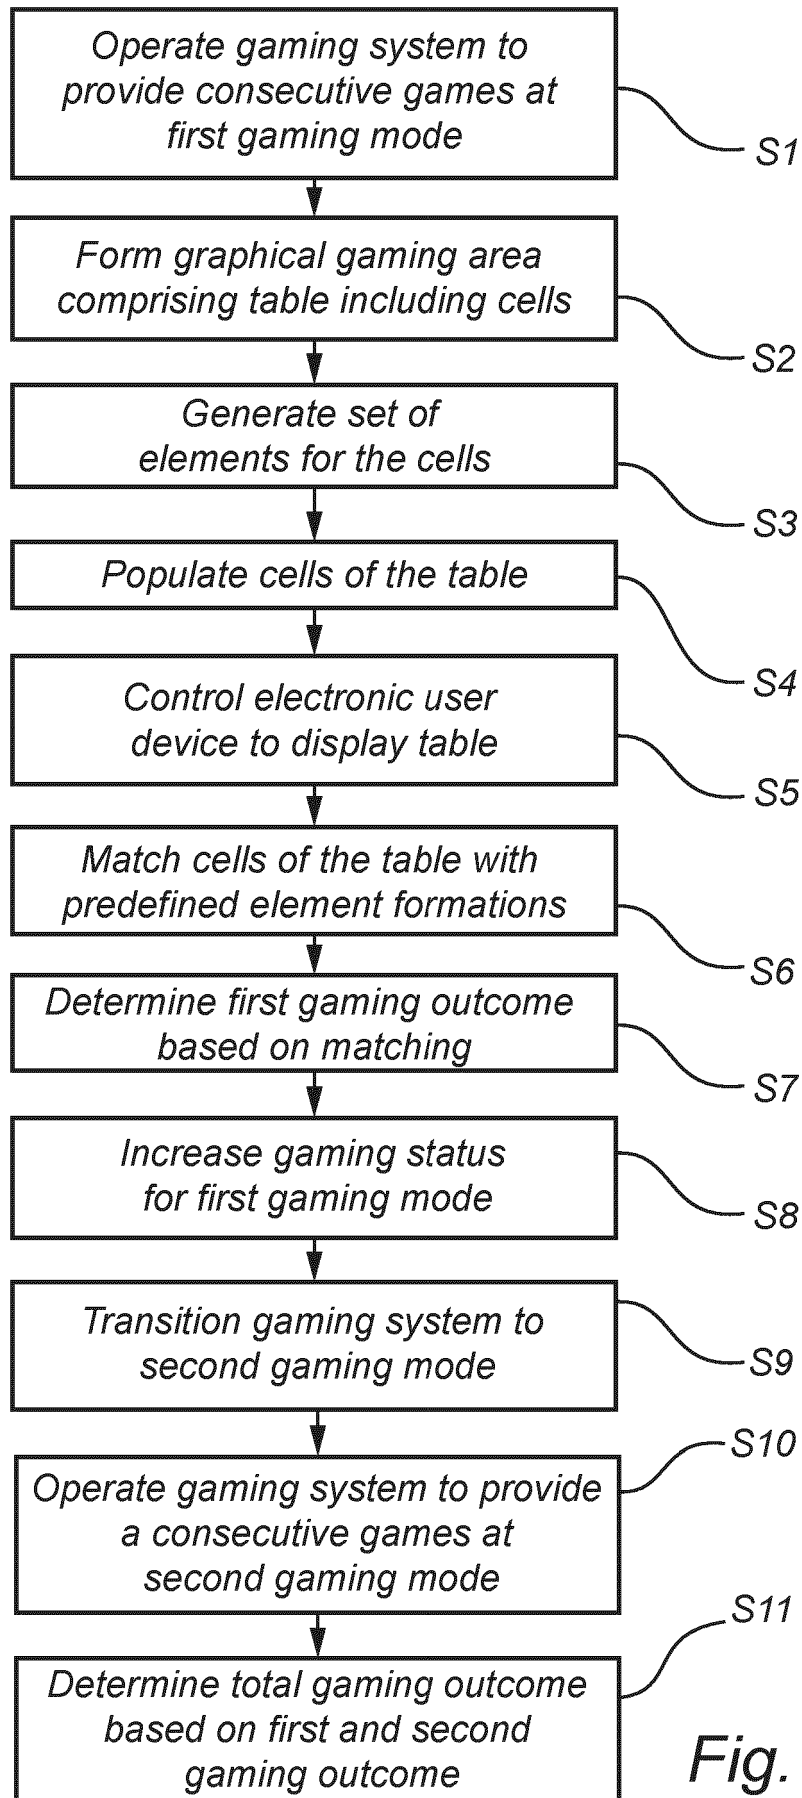 Operate gaming system to
provide consecutive games at
first gaming mode
S1
Form graphical gaming area
comprising table including cells
S2
Generate set of
elements for the cells
S3
Populate cells of the table
S4
Control electronic user
device to display table
S5
Match cells of the table with
predefined element formations
S6
Determine first gaming outcome
based on matching
S7
Increase gaming status
for first gaming mode
S8
Transition gaming system to
second gaming mode
S9
Operate gaming system to provide
a consecutive games at
second gaming mode
S10
Determine total gaming outcome
based on first and second
gaming outcome
S11
Fig.